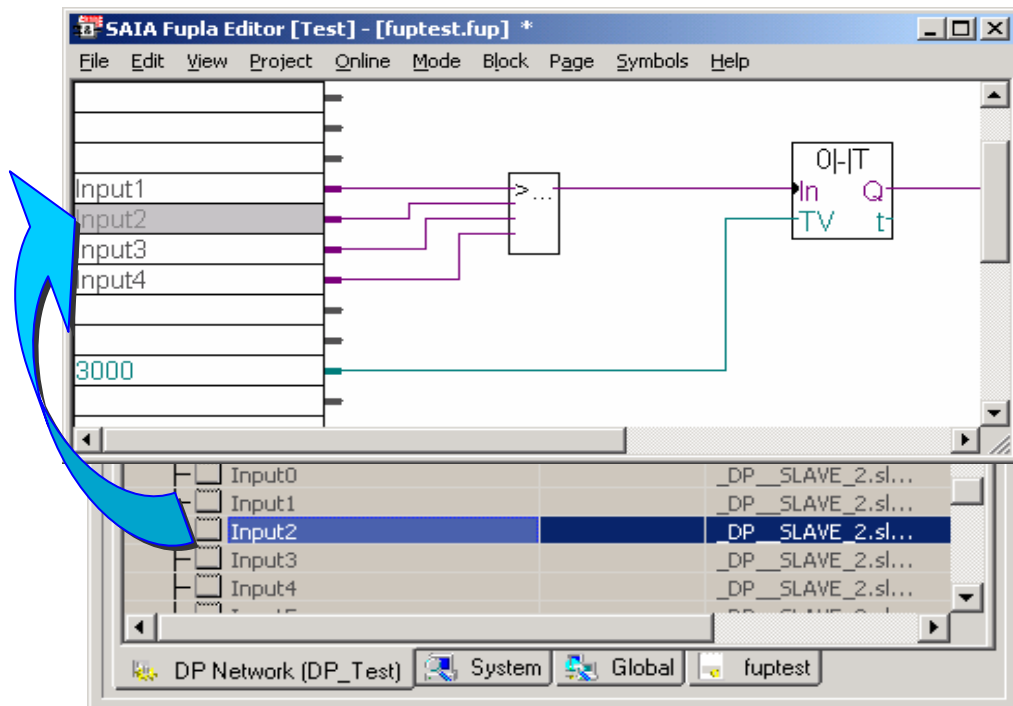 SAIA Fupla Editor [Test] - [fuptest.fup] *
File Edit View Project Online Mode Block Page Symbols Help
Input1
Input2
Input3
Input4
3000
>...
0|-|T
In Q
TV t
Input0 _DP__SLAVE_2.sl...
Input1 _DP__SLAVE_2.sl...
Input2 _DP__SLAVE_2.sl...
Input3 _DP__SLAVE_2.sl...
Input4 _DP__SLAVE_2.sl...
DP Network (DP_Test) System Global fuptest